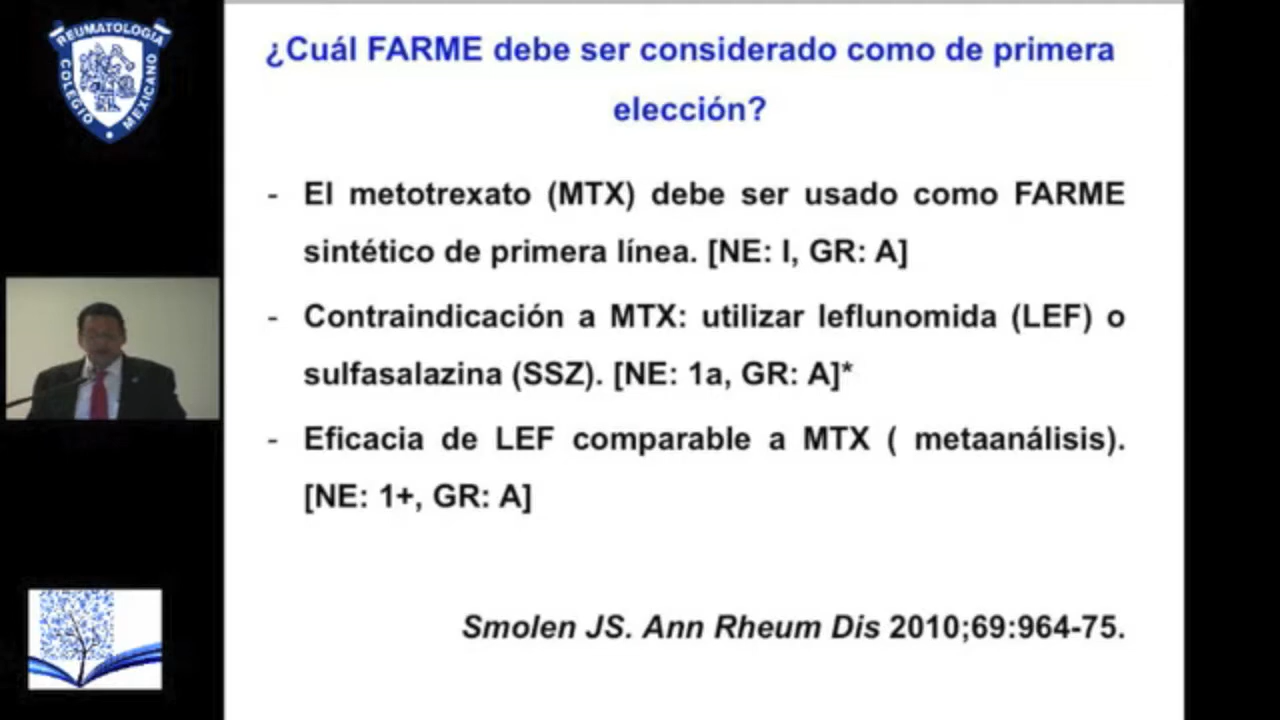 REUMATOLOGIA
COLEGIO
MEXICANO
¿Cuál FARME debe ser considerado como de primera
elección?
- El metotrexato (MTX) debe ser usado como FARME
sintético de primera línea. [NE: I, GR: A]
- Contraindicación a MTX: utilizar leflunomida (LEF) o
sulfasalazina (SSZ). [NE: 1a, GR: A]*
- Eficacia de LEF comparable a MTX ( metaanálisis).
[NE: 1+, GR: A]
Smolen JS. Ann Rheum Dis 2010;69:964-75.